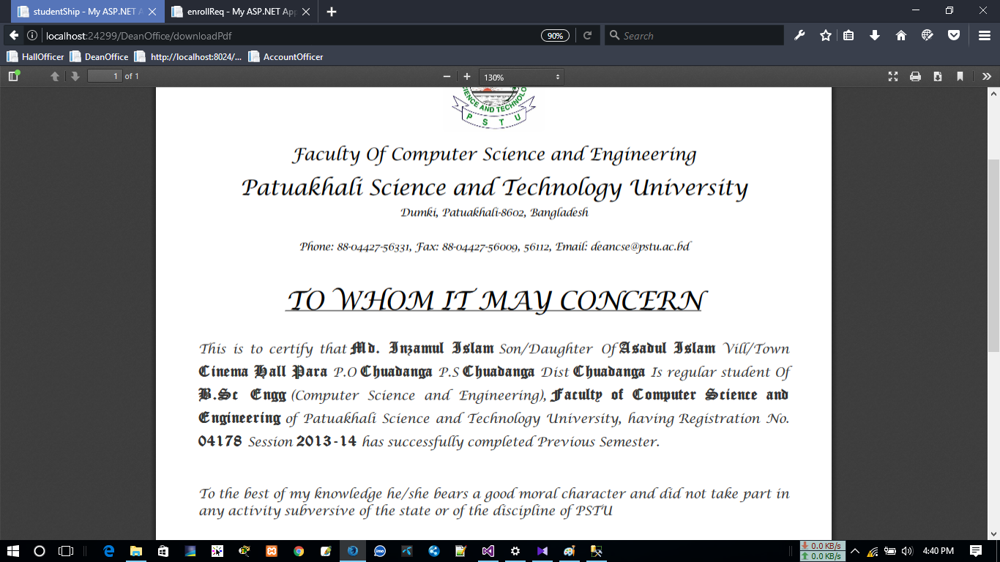 studentShip - My ASP.NET A
enrollReq - My ASP.NET App
localhost:24299/DeanOffice/downloadPdf
90%
Search
HallOfficer
DeanOffice
http://localhost:8024/...
AccountOfficer
1 of 1
130%
ENCE AND TECHNOLO
P S T U
Faculty Of Computer Science and Engineering
Patuakhali Science and Technology University
Dumki, Patuakhali-8602, Bangladesh
Phone: 88-04427-56331, Fax: 88-04427-56009, 56112, Email: deancse@pstu.ac.bd
TO WHOM IT MAY CONCERN
This is to certify that Md. Inzamul Islam Son/Daughter Of Asadul Islam Vill/Town
Cinema Hall Para P.O Chuadanga P.S Chuadanga Dist Chuadanga Is regular student Of
B.Sc Engg (Computer Science and Engineering), Faculty of Computer Science and
Engineering of Patuakhali Science and Technology University, having Registration No.
04178 Session 2013-14 has successfully completed Previous Semester.
To the best of my knowledge he/she bears a good moral character and did not take part in
any activity subversive of the state or of the discipline of PSTU
0.0 KB/s
0.0 KB/s
4:40 PM